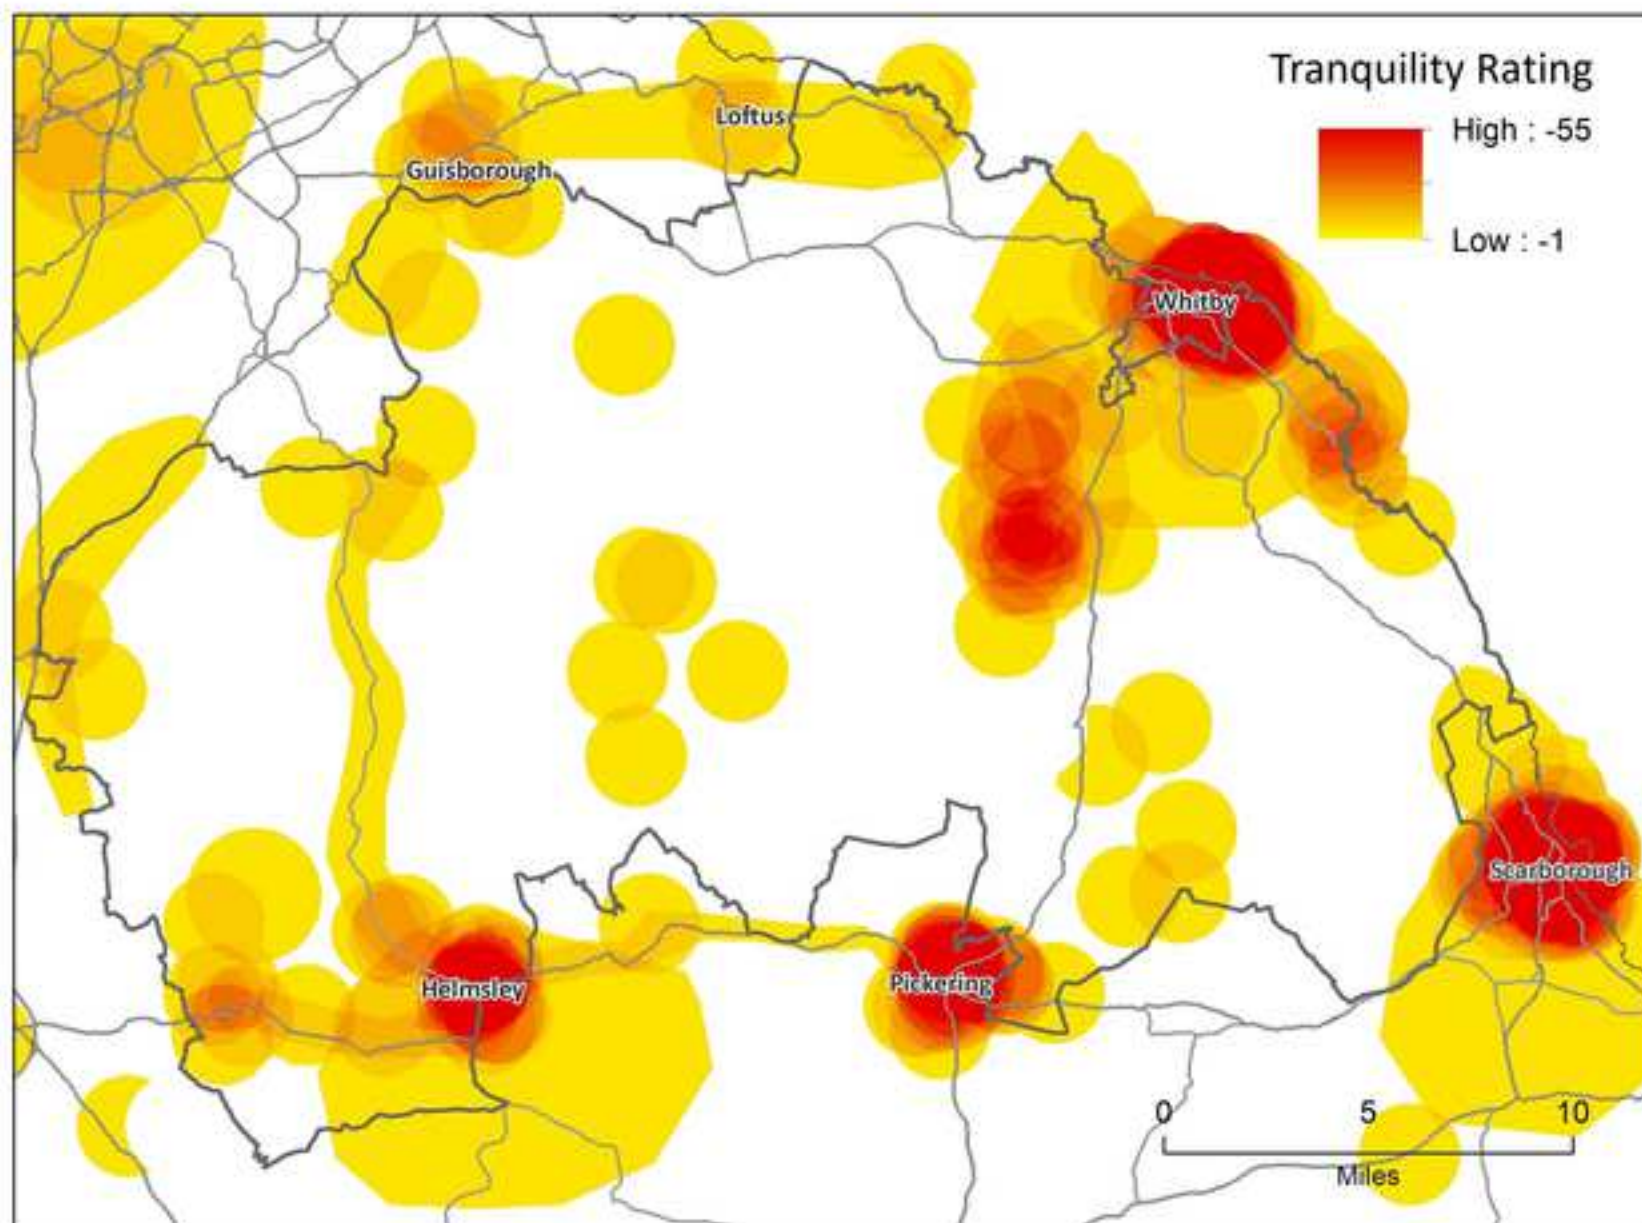 Tranquility Rating
High : -55
Low : -1
Loftus
Guisborough
Whitby
Scarborough
Helmsley
Pickering
0 5 10
Miles